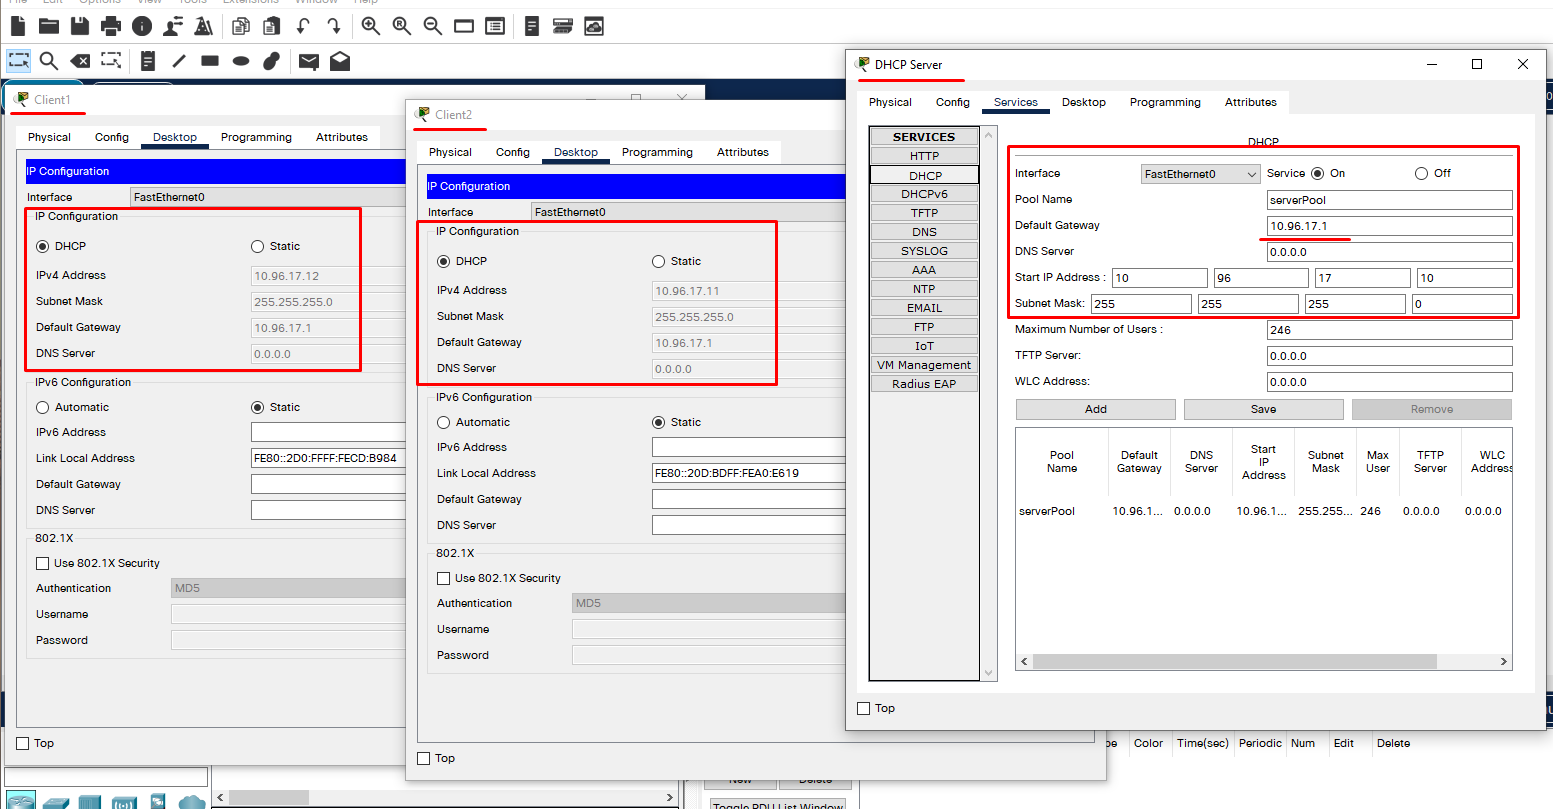 File Edit Options View Tools Extensions Window Help
Client1
Physical Config Desktop Programming Attributes
IP Configuration
Interface FastEthernet0
IP Configuration
DHCP Static
IPv4 Address 10.96.17.12
Subnet Mask 255.255.255.0
Default Gateway 10.96.17.1
DNS Server 0.0.0.0
IPv6 Configuration
Automatic Static
IPv6 Address
Link Local Address FE80::2D0:FFFF:FECD:B984
Default Gateway
DNS Server
802.1X
Use 802.1X Security
Authentication MD5
Username
Password
Top
Client2
Physical Config Desktop Programming Attributes
IP Configuration
Interface FastEthernet0
IP Configuration
DHCP Static
IPv4 Address 10.96.17.11
Subnet Mask 255.255.255.0
Default Gateway 10.96.17.1
DNS Server 0.0.0.0
IPv6 Configuration
Automatic Static
IPv6 Address
Link Local Address FE80::20D:BDFF:FEA0:E619
Default Gateway
DNS Server
802.1X
Use 802.1X Security
Authentication MD5
Username
Password
Top
DHCP Server
Physical Config Services Desktop Programming Attributes
SERVICES
HTTP
DHCP
DHCPv6
TFTP
DNS
SYSLOG
AAA
NTP
EMAIL
FTP
IoT
VM Management
Radius EAP
DHCP
Interface FastEthernet0 Service On Off
Pool Name serverPool
Default Gateway 10.96.17.1
DNS Server 0.0.0.0
Start IP Address : 10 96 17 10
Subnet Mask: 255 255 255 0
Maximum Number of Users : 246
TFTP Server: 0.0.0.0
WLC Address: 0.0.0.0
Add Save Remove
Pool Name Default Gateway DNS Server Start IP Address Subnet Mask Max User TFTP Server WLC Address
serverPool 10.96.1... 0.0.0.0 10.96.1... 255.255... 246 0.0.0.0 0.0.0.0
Top
Color Time(sec) Periodic Num Edit Delete
New Delete
Toggle PDU List Window